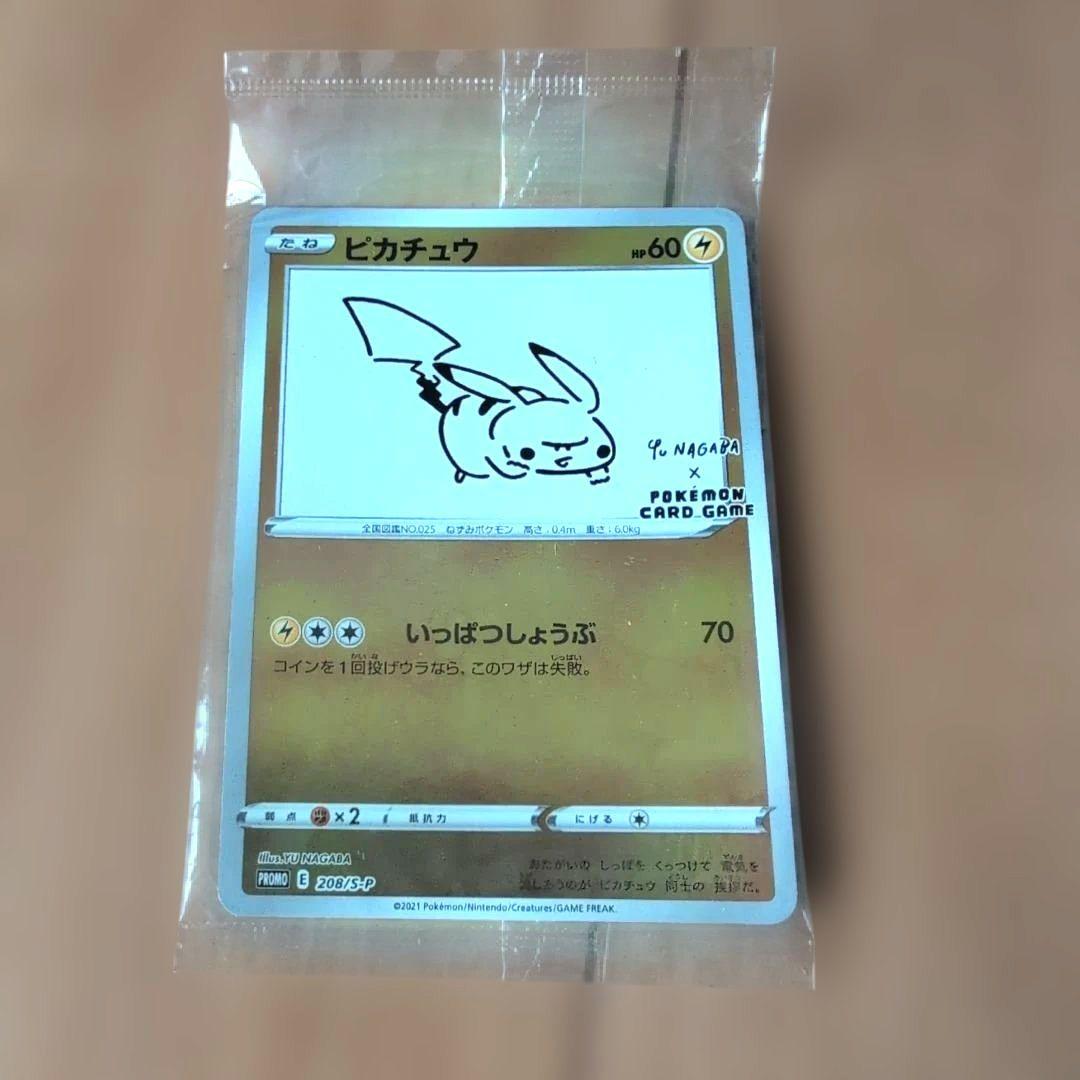 たね ピカチュウ HP60
Yu NAGABA
×
POKÉMON
CARD GAME
全国図鑑NO.025 ねずみポケモン 高さ:0.4m 重さ:6.0kg
いっぱつしょうぶ 70
コインを1回投げウラなら、このワザは失敗。
弱点 ×2 抵抗力 にげる
Illus.YU NAGABA
PROMO E 208/S-P
おたがいの しっぽを くっつけて 電気を
しろうのが ピカチュウ 同士の 挨拶だ。
©2021 Pokémon/Nintendo/Creatures/GAME FREAK.